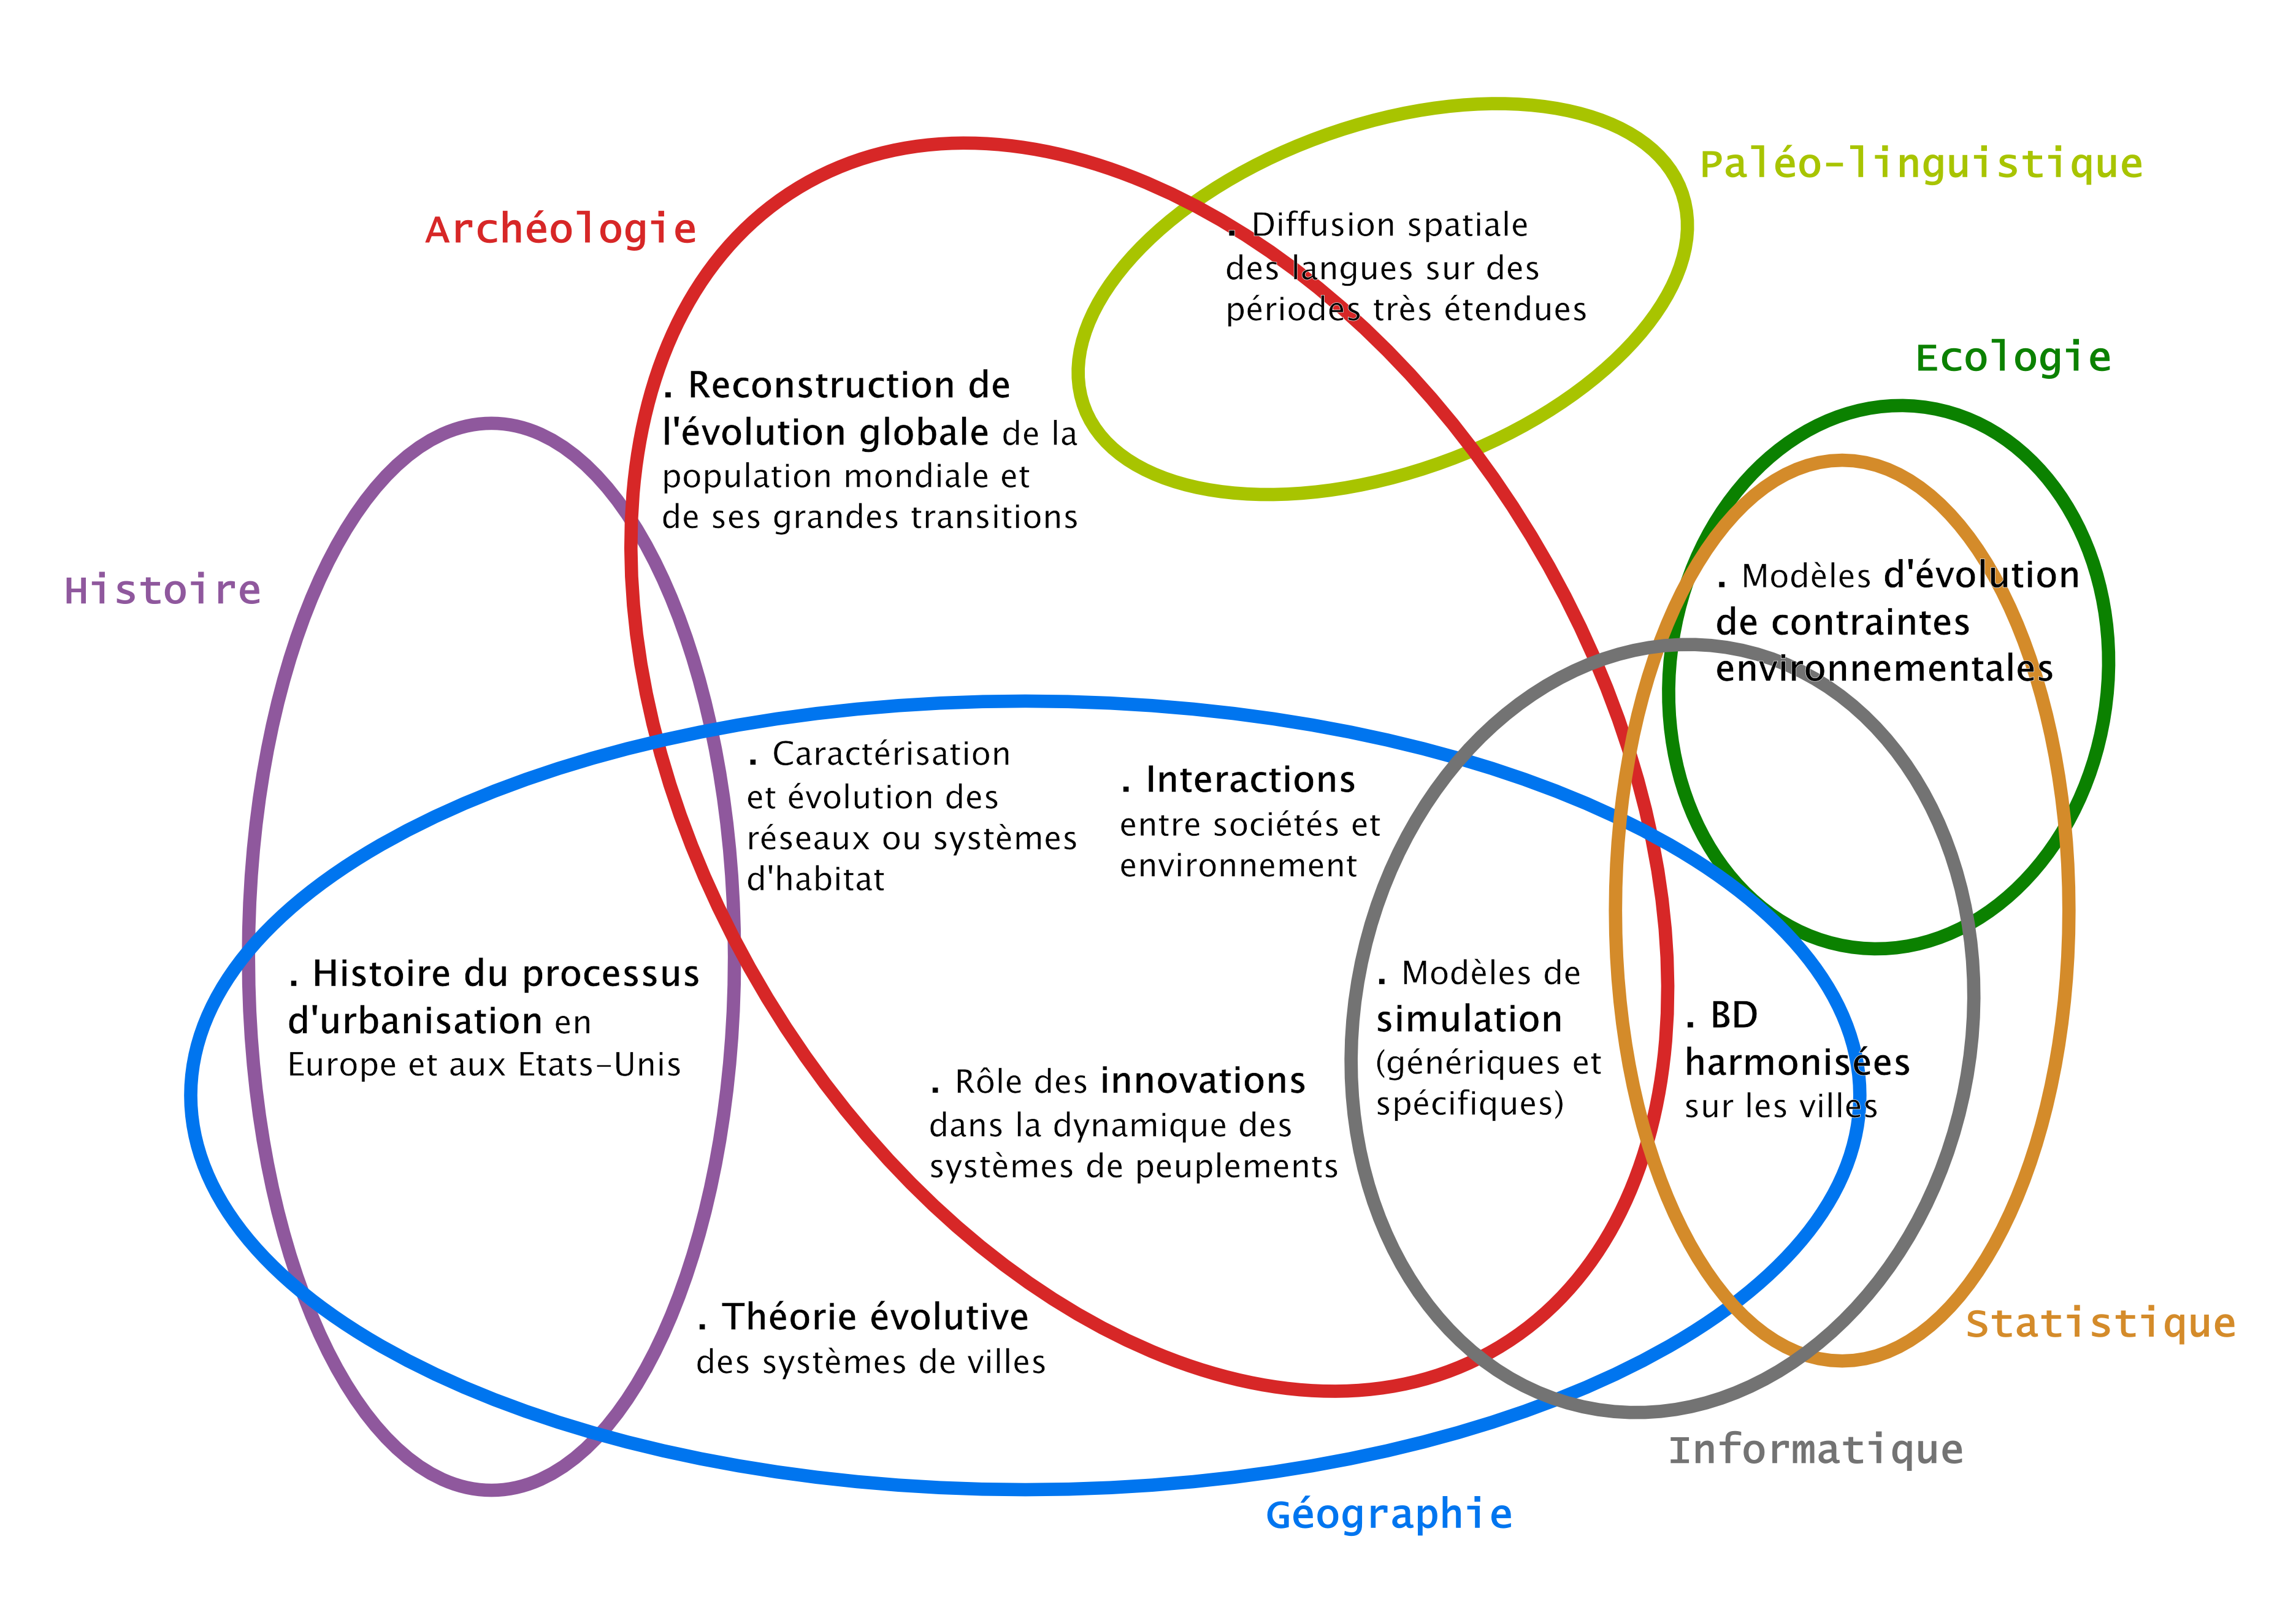 Paléo-linguistique
Archéologie
. Diffusion spatiale
des langues sur des
périodes très étendues
Ecologie
. Reconstruction de
l'évolution globale de la
population mondiale et
de ses grandes transitions
Histoire
. Modèles d'évolution
de contraintes
environnementales
. Caractérisation
et évolution des
réseaux ou systèmes
d'habitat
. Interactions
entre sociétés et
environnement
. Histoire du processus
d'urbanisation en
Europe et aux Etats-Unis
. Modèles de
simulation
(génériques et
spécifiques)
. BD
harmonisées
sur les villes
. Rôle des innovations
dans la dynamique des
systèmes de peuplements
. Théorie évolutive
des systèmes de villes
Statistique
Informatique
Géographie